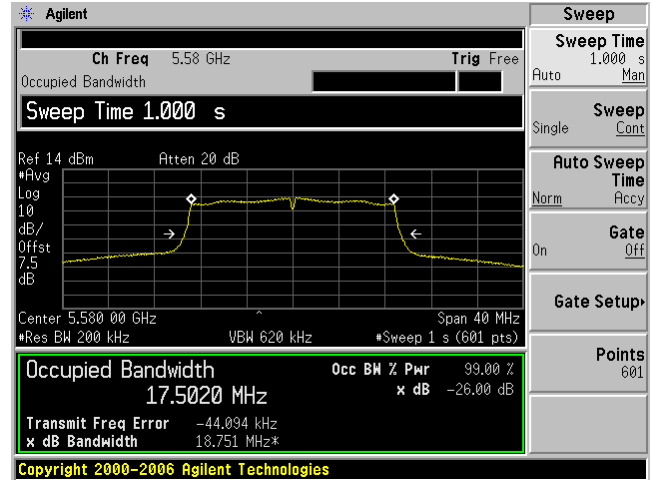 Agilent
Sweep
Ch Freq 5.58 GHz Trig Free
Occupied Bandwidth
Sweep Time 1.000 s
Ref 14 dBm Atten 20 dB
#Avg
Log
10
dB/
Offst
7.5
dB
Center 5.580 00 GHz Span 40 MHz
#Res BW 200 kHz VBW 620 kHz #Sweep 1 s (601 pts)
Occupied Bandwidth Occ BW % Pwr 99.00 %
17.5020 MHz x dB -26.00 dB
Transmit Freq Error -44.094 kHz
x dB Bandwidth 18.751 MHz*
Copyright 2000-2006 Agilent Technologies
Sweep Time
1.000 s
Auto Man
Sweep
Single Cont
Auto Sweep
Time
Norm Accy
Gate
On Off
Gate Setup
Points
601